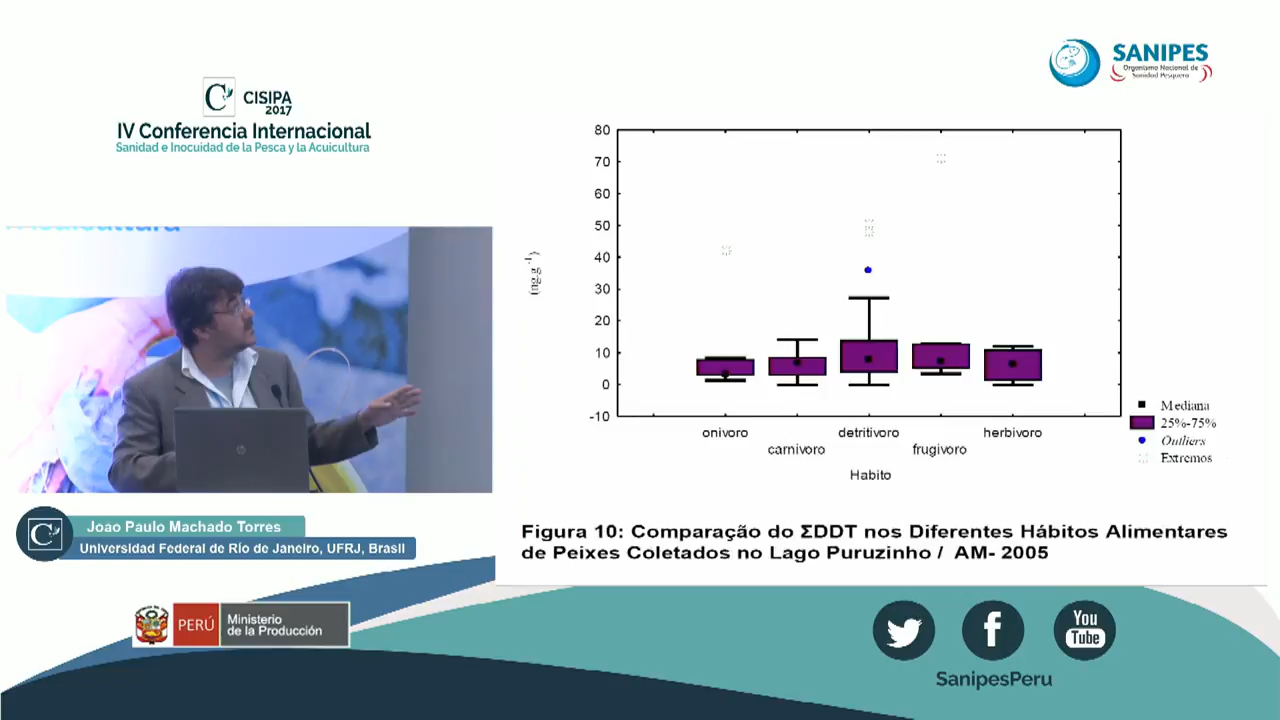 CISIPA
2017
IV Conferencia Internacional
Sanidad e Inocuidad de la Pesca y la Acuicultura
SANIPES
Organismo Nacional de
Sanidad Pesquera
80
70
60
50
40
30
20
10
0
-10
(ng.g⁻¹)
onivoro
carnivoro
detritivoro
frugivoro
herbivoro
Habito
Mediana
25%-75%
Outliers
Extremos
Figura 10: Comparação do ΣDDT nos Diferentes Hábitos Alimentares
de Peixes Coletados no Lago Puruzinho / AM- 2005
Joao Paulo Machado Torres
Universidad Federal de Río de Janeiro, UFRJ, Brasil
PERÚ
Ministerio
de la Producción
You
Tube
SanipesPeru